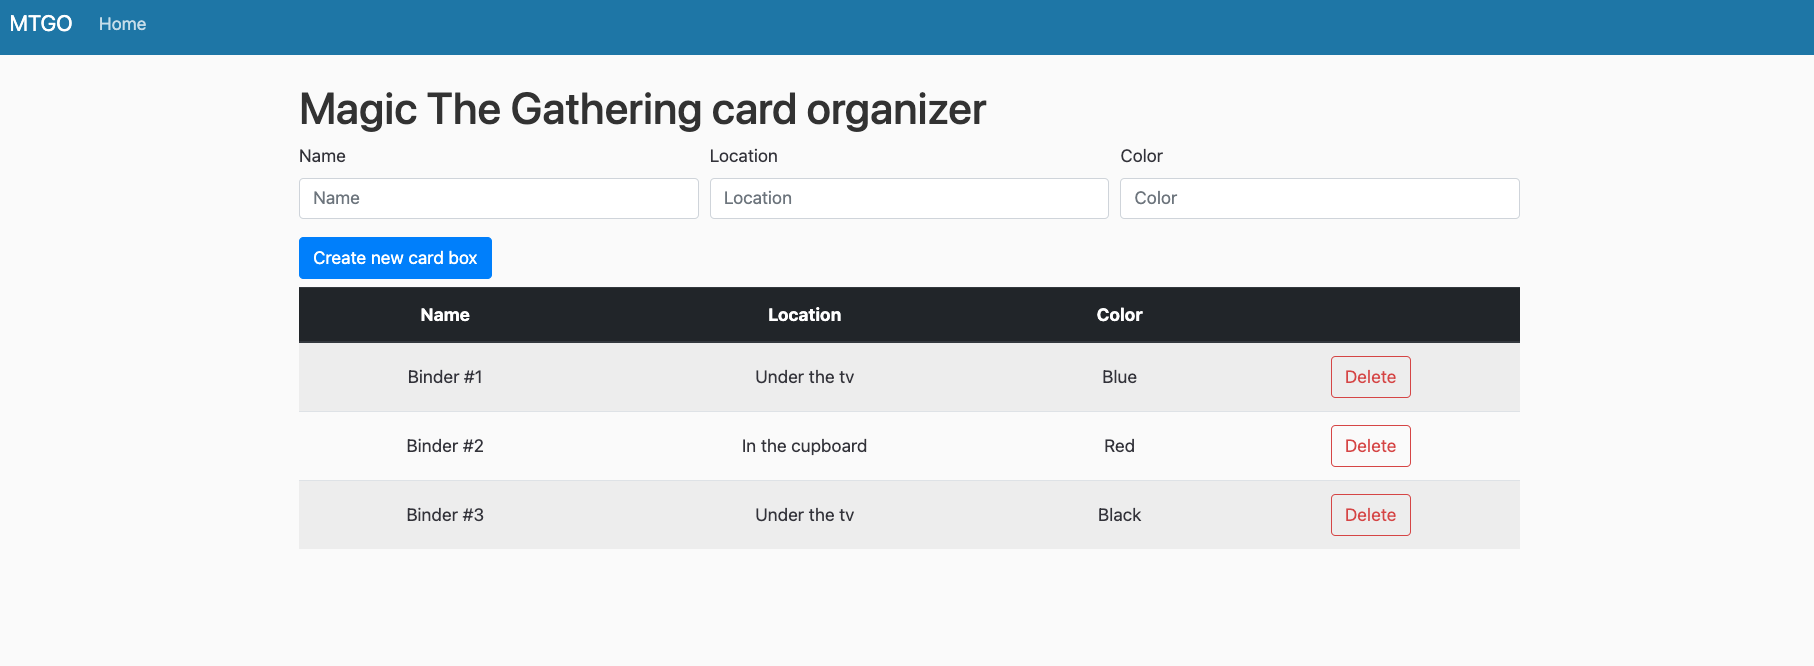 MTGO Home
Magic The Gathering card organizer
Name Location Color
Name Location Color
Create new card box
Name Location Color
Binder #1 Under the tv Blue Delete
Binder #2 In the cupboard Red Delete
Binder #3 Under the tv Black Delete